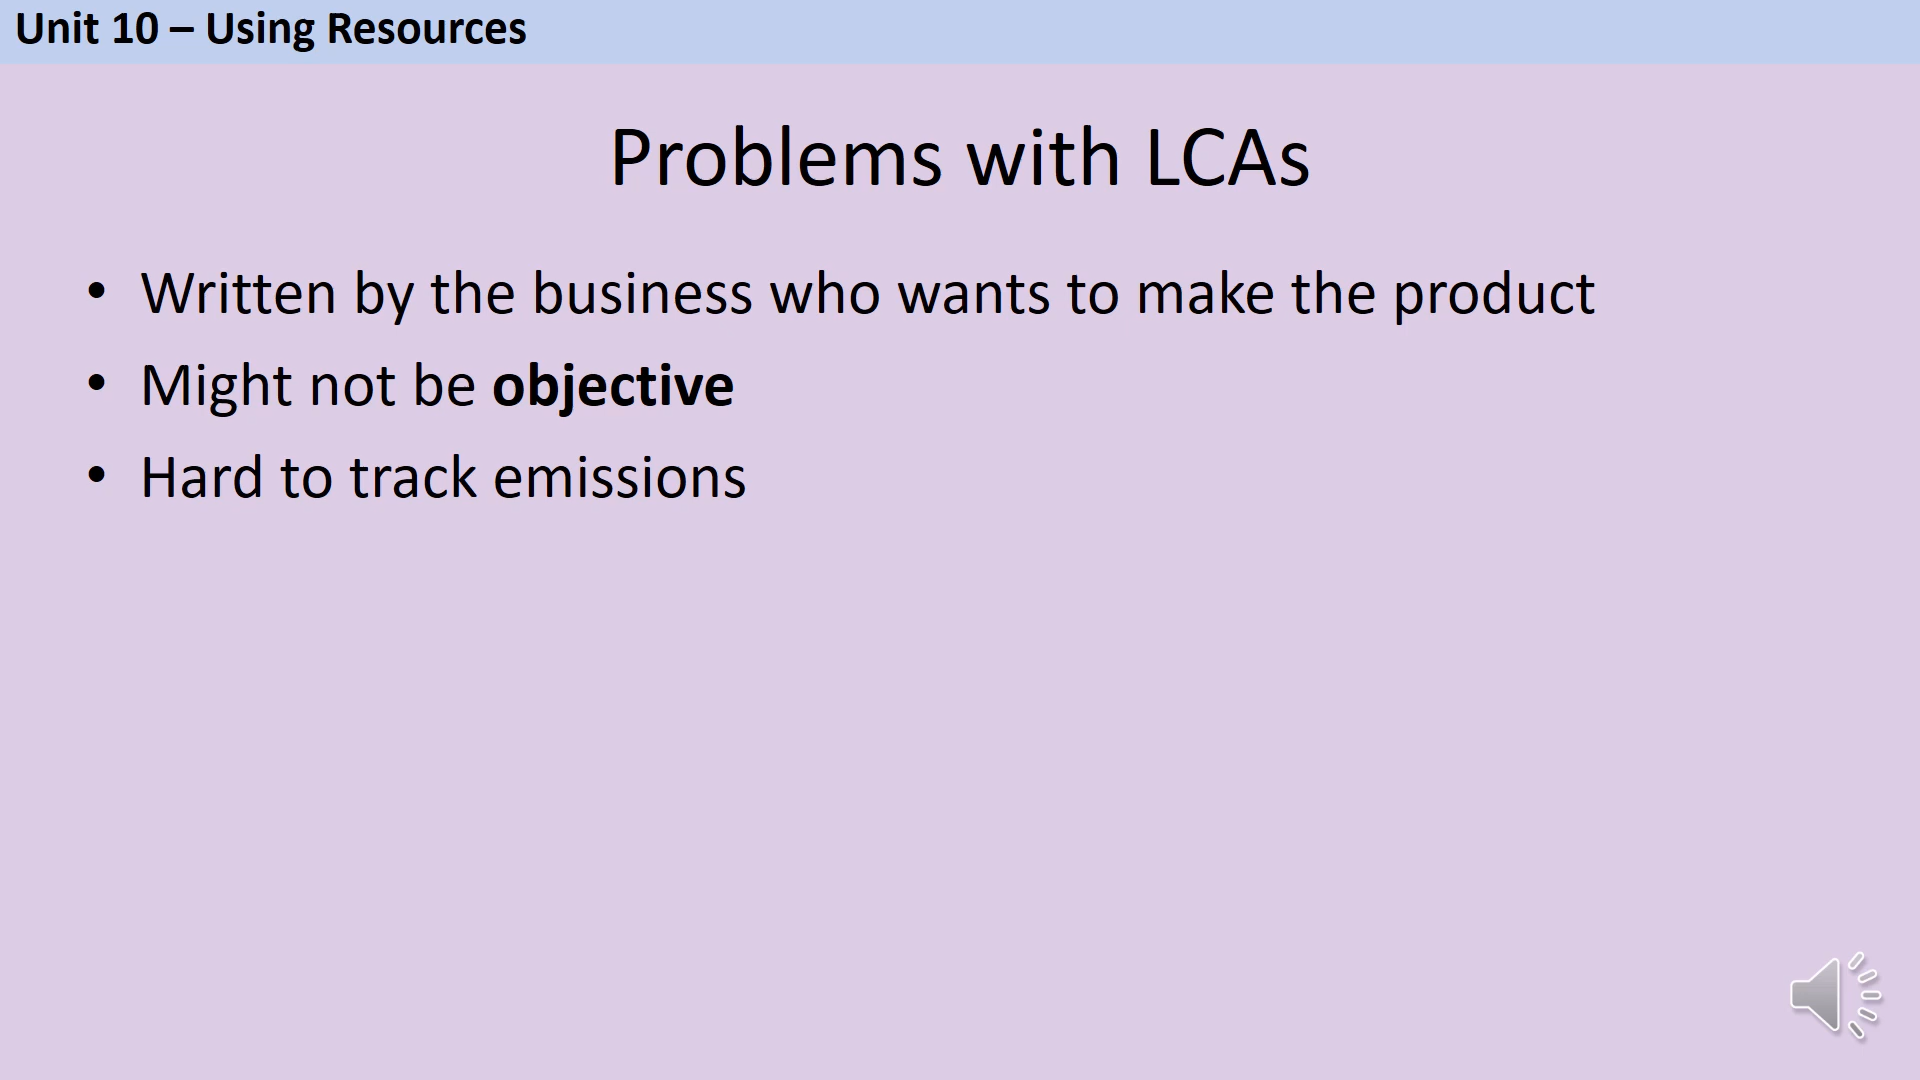 Unit 10 – Using Resources
Problems with LCAs
• Written by the business who wants to make the product
• Might not be objective
• Hard to track emissions